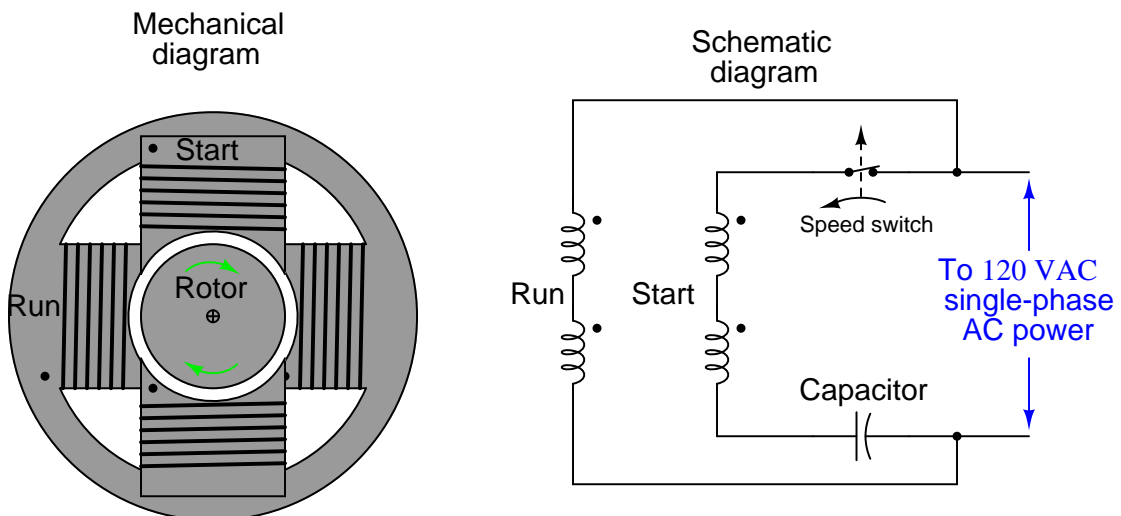 Mechanical
diagram
Start
Run
Rotor
Schematic
diagram
Speed switch
Run
Start
To 120 VAC
single-phase
AC power
Capacitor